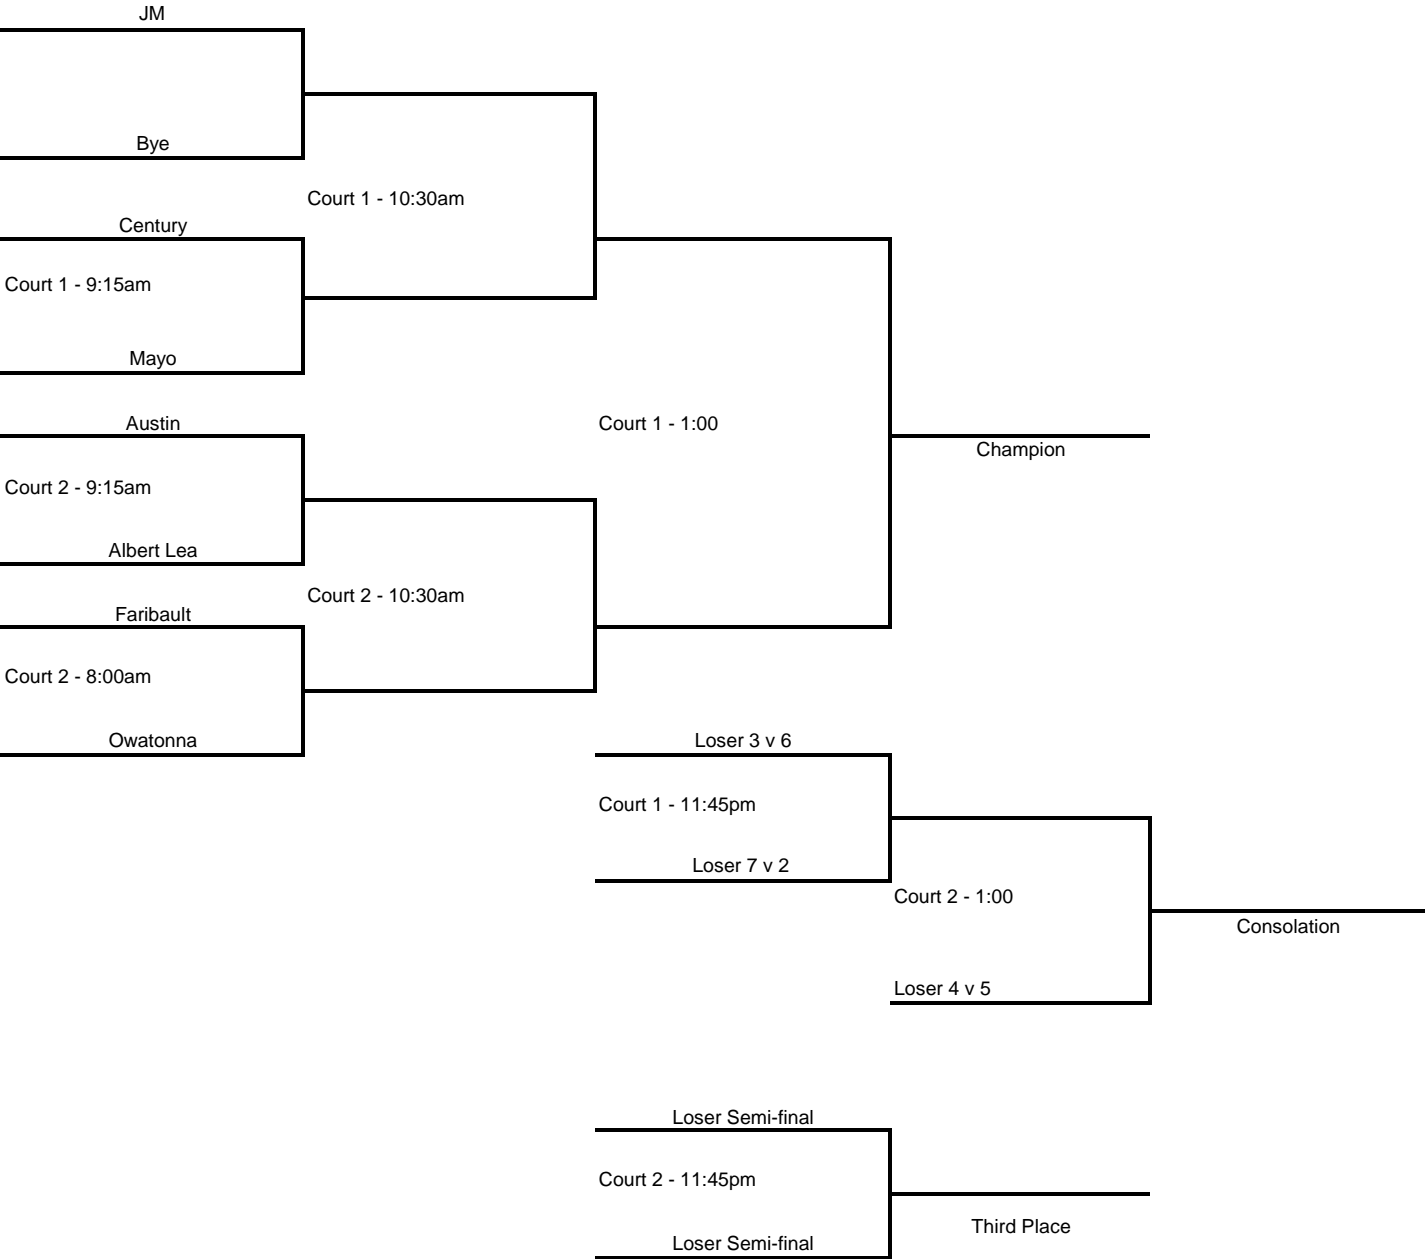 JM
Bye
Court 1 - 10:30am
Century
Court 1 - 9:15am
Mayo
Austin
Court 1 - 1:00
Champion
Court 2 - 9:15am
Albert Lea
Court 2 - 10:30am
Faribault
Court 2 - 8:00am
Owatonna
Loser 3 v 6
Court 1 - 11:45pm
Loser 7 v 2
Court 2 - 1:00
Consolation
Loser 4 v 5
Loser Semi-final
Court 2 - 11:45pm
Third Place
Loser Semi-final